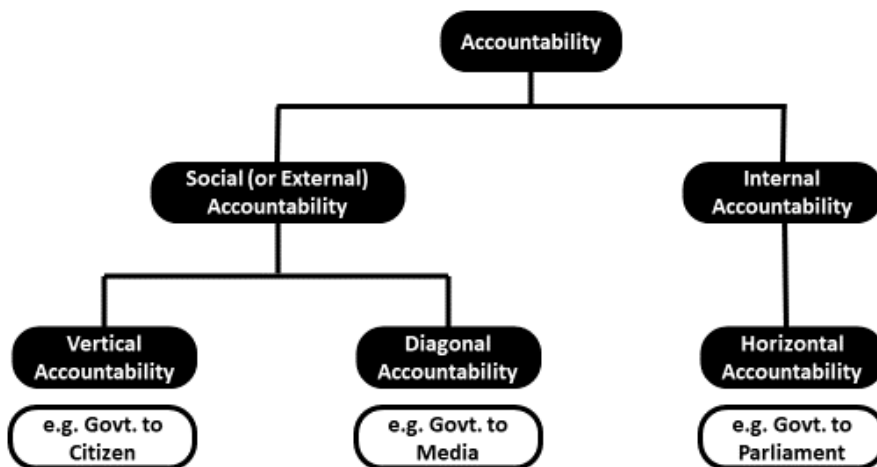 Accountability
Social (or External)
Accountability
Internal
Accountability
Vertical
Accountability
Diagonal
Accountability
Horizontal
Accountability
e.g. Govt. to
Citizen
e.g. Govt. to
Media
e.g. Govt. to
Parliament